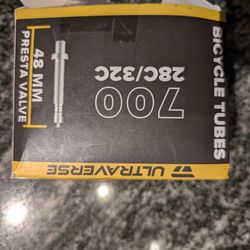 BICYCLE TUBES
700
28C/32C
48 MM
PRESTA VALVE
ULTRAVERSE